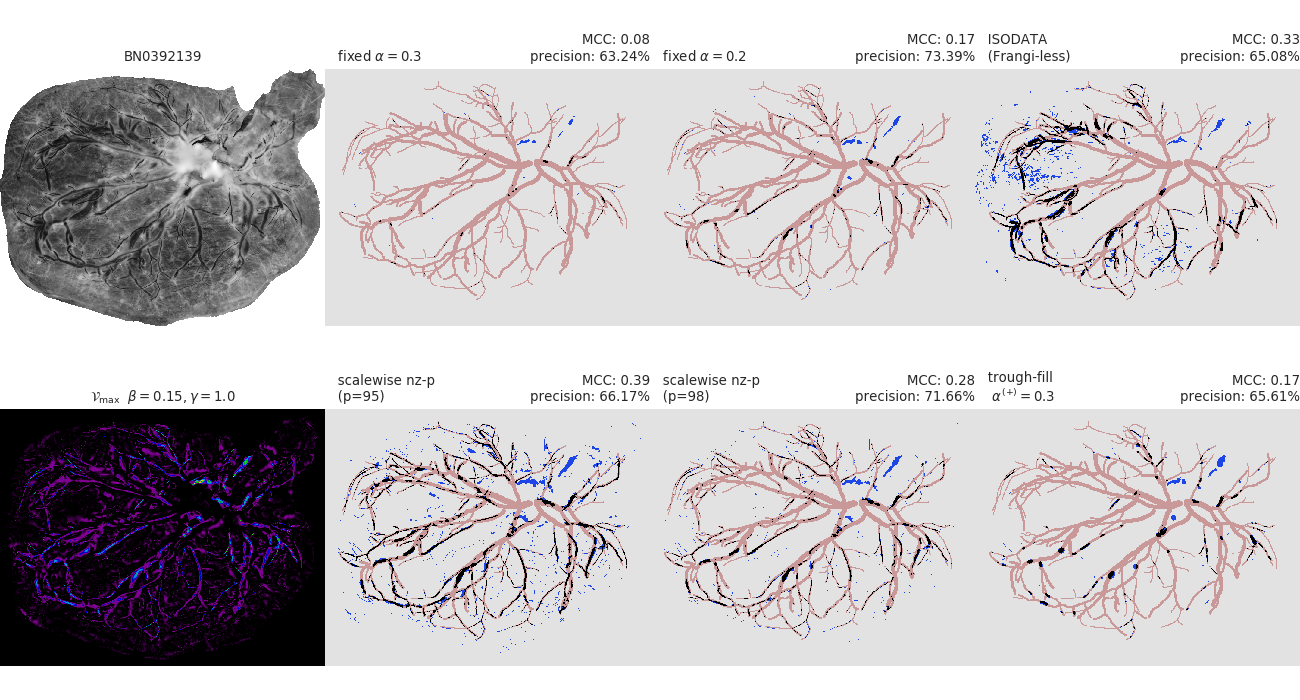 BN0392139
fixed α = 0.3
MCC: 0.08
precision: 63.24%
fixed α = 0.2
MCC: 0.17
precision: 73.39%
ISODATA
(Frangi-less)
MCC: 0.33
precision: 65.08%
𝒱max β = 0.15, γ = 1.0
scalewise nz-p
(p=95)
MCC: 0.39
precision: 66.17%
scalewise nz-p
(p=98)
MCC: 0.28
precision: 71.66%
trough-fill
α(+) = 0.3
MCC: 0.17
precision: 65.61%